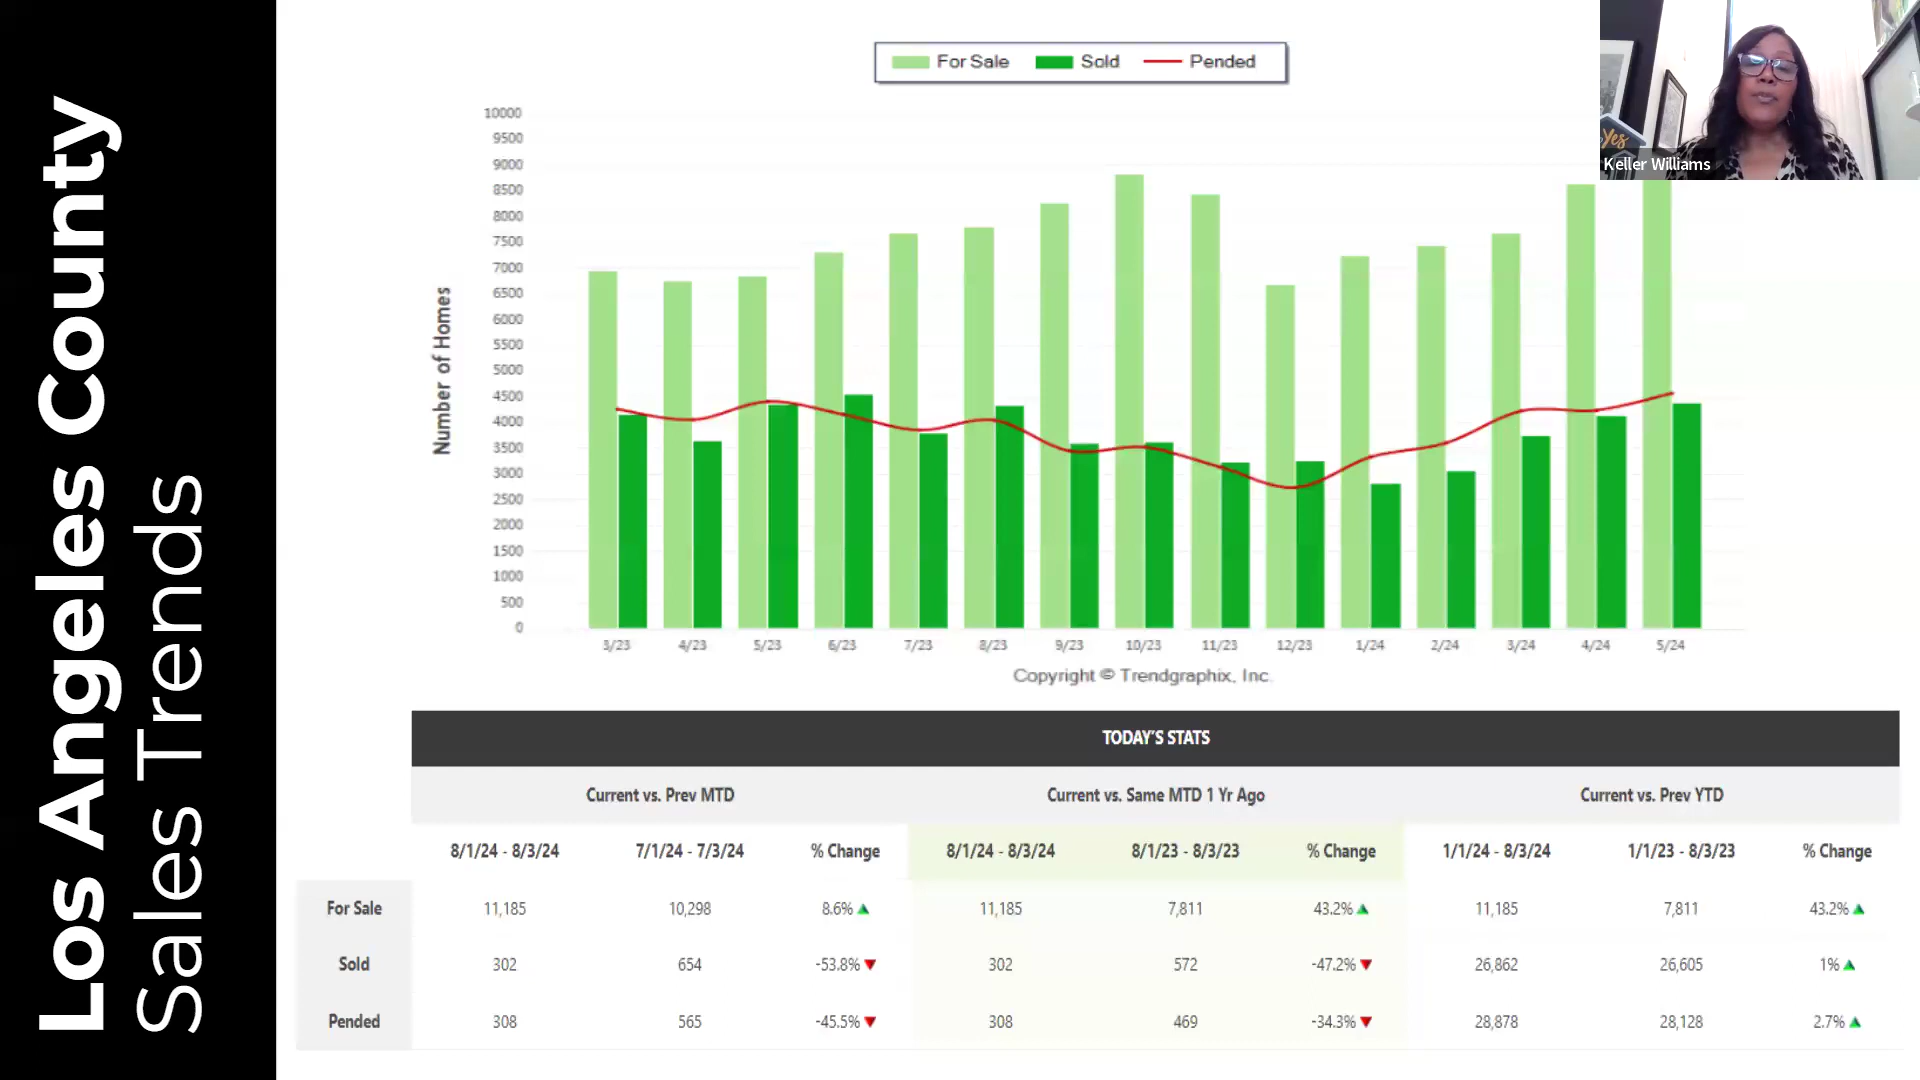 Los Angeles County
Sales Trends
For Sale Sold Pended
Yes
Keller Williams
10000
9500
9000
8500
8000
7500
7000
6500
6000
5500
5000
4500
4000
3500
3000
2500
2000
1500
1000
500
0
Number of Homes
3/23 4/23 5/23 6/23 7/23 8/23 9/23 10/23 11/23 12/23 1/24 2/24 3/24 4/24 5/24
Copyright © Trendgraphix, Inc.
TODAY'S STATS
Current vs. Prev MTD Current vs. Same MTD 1 Yr Ago Current vs. Prev YTD
8/1/24 - 8/3/24 7/1/24 - 7/3/24 % Change 8/1/24 - 8/3/24 8/1/23 - 8/3/23 % Change 1/1/24 - 8/3/24 1/1/23 - 8/3/23 % Change
For Sale 11,185 10,298 8.6% 11,185 7,811 43.2% 11,185 7,811 43.2%
Sold 302 654 -53.8% 302 572 -47.2% 26,862 26,605 1%
Pended 308 565 -45.5% 308 469 -34.3% 28,878 28,128 2.7%